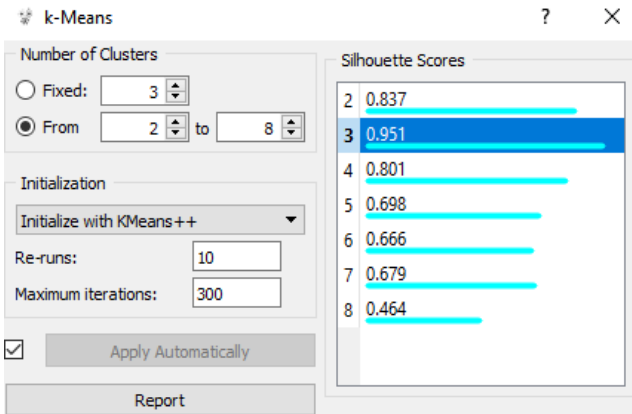 k-Means ? ×
Number of Clusters
Fixed: 3
From 2 to 8
Initialization
Initialize with KMeans++
Re-runs: 10
Maximum iterations: 300
Apply Automatically
Report
Silhouette Scores
2 0.837
3 0.951
4 0.801
5 0.698
6 0.666
7 0.679
8 0.464